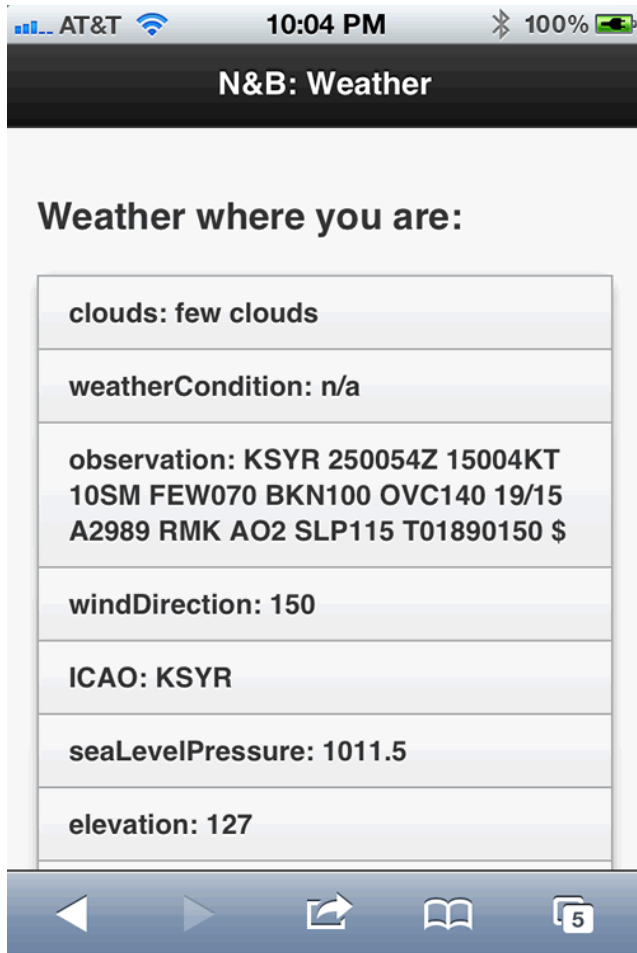 AT&T 10:04 PM 100%
N&B: Weather
Weather where you are:
clouds: few clouds
weatherCondition: n/a
observation: KSYR 250054Z 15004KT
10SM FEW070 BKN100 OVC140 19/15
A2989 RMK AO2 SLP115 T01890150 $
windDirection: 150
ICAO: KSYR
seaLevelPressure: 1011.5
elevation: 127
5